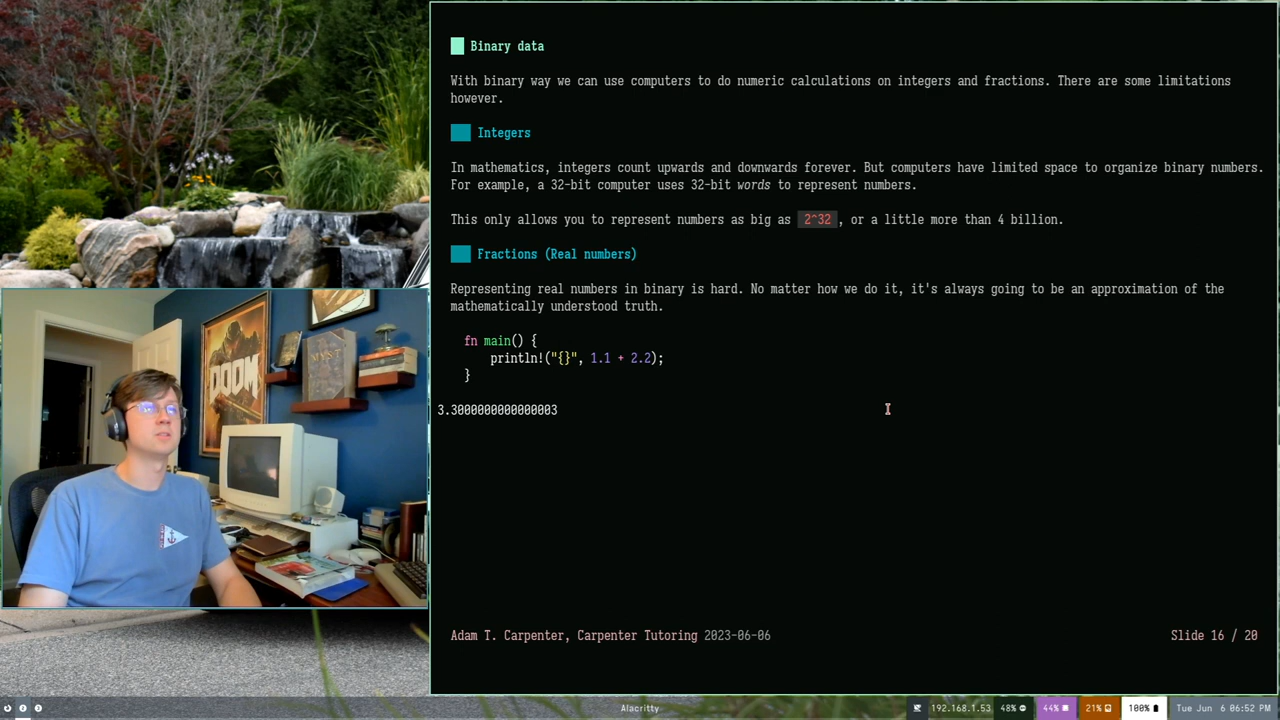 Binary data
With binary way we can use computers to do numeric calculations on integers and fractions. There are some limitations
however.
Integers
In mathematics, integers count upwards and downwards forever. But computers have limited space to organize binary numbers.
For example, a 32-bit computer uses 32-bit words to represent numbers.
This only allows you to represent numbers as big as 2^32, or a little more than 4 billion.
Fractions (Real numbers)
Representing real numbers in binary is hard. No matter how we do it, it's always going to be an approximation of the
mathematically understood truth.
fn main() {
println!("{}", 1.1 + 2.2);
}
3.3000000000000003
DOOM
MYST
Adam T. Carpenter, Carpenter Tutoring 2023-06-06
Slide 16 / 20
Alacritty
192.168.1.53
48%
44%
21%
100%
Tue Jun 6 06:52 PM